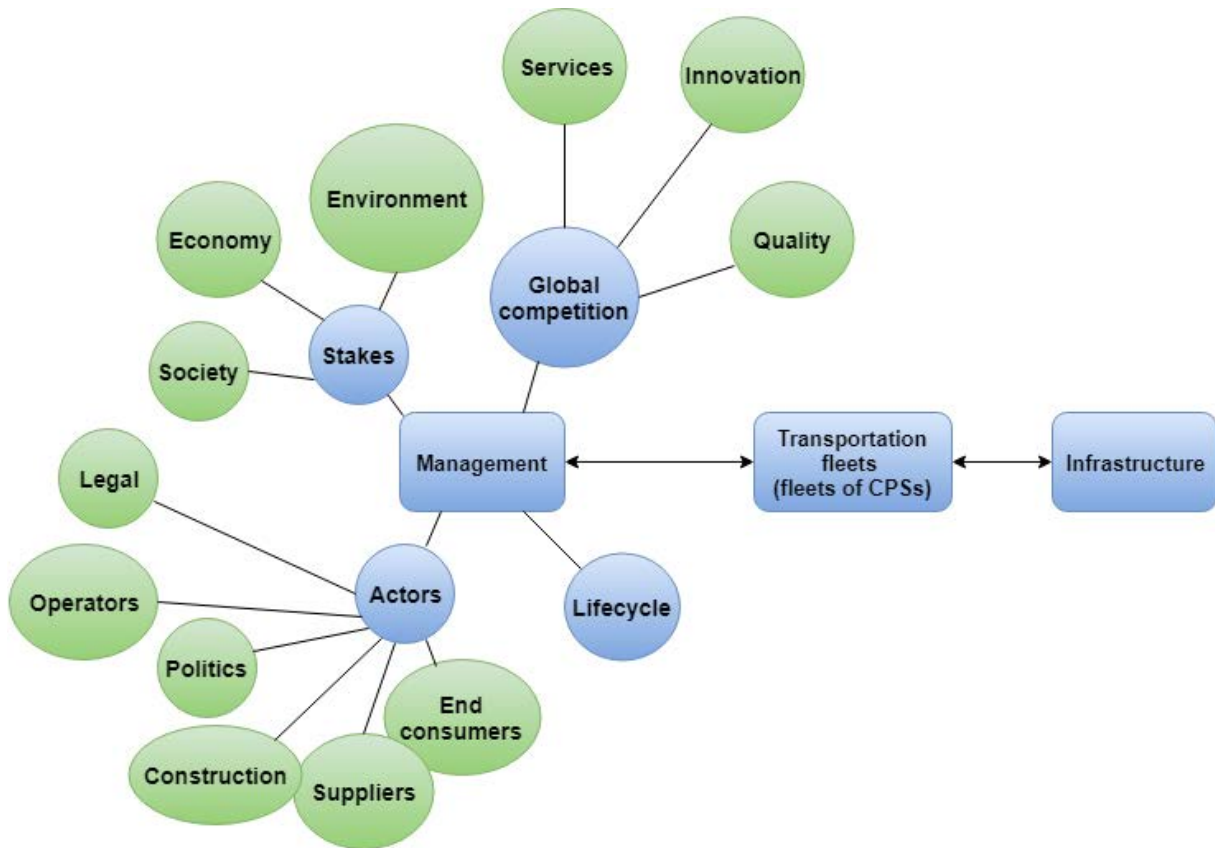 Services
Innovation
Environment
Economy
Quality
Global
competition
Stakes
Society
Management
Transportation
fleets
(fleets of CPSs)
Infrastructure
Legal
Actors
Operators
Lifecycle
Politics
End
consumers
Construction
Suppliers